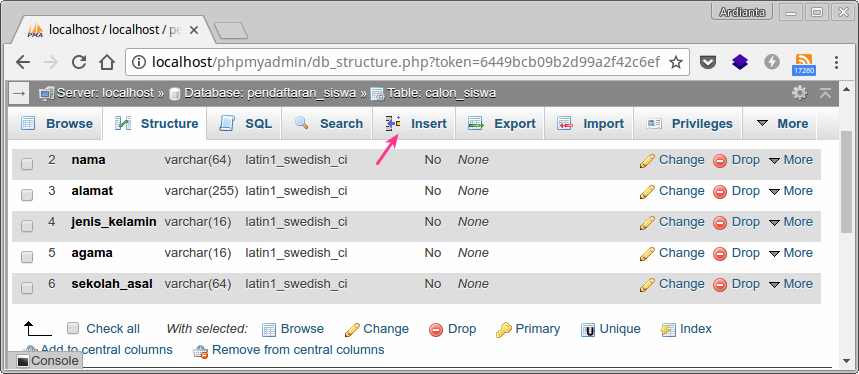 Ardianta
PMA localhost / localhost / pe
localhost/phpmyadmin/db_structure.php?token=6449bcb09b2d99a2f42c6ef
17260
Server: localhost » Database: pendaftaran_siswa » Table: calon_siswa
Browse Structure SQL Search Insert Export Import Privileges More
2 nama varchar(64) latin1_swedish_ci No None Change Drop More
3 alamat varchar(255) latin1_swedish_ci No None Change Drop More
4 jenis_kelamin varchar(16) latin1_swedish_ci No None Change Drop More
5 agama varchar(16) latin1_swedish_ci No None Change Drop More
6 sekolah_asal varchar(64) latin1_swedish_ci No None Change Drop More
Check all With selected: Browse Change Drop Primary Unique Index
Add to central columns Remove from central columns
Console